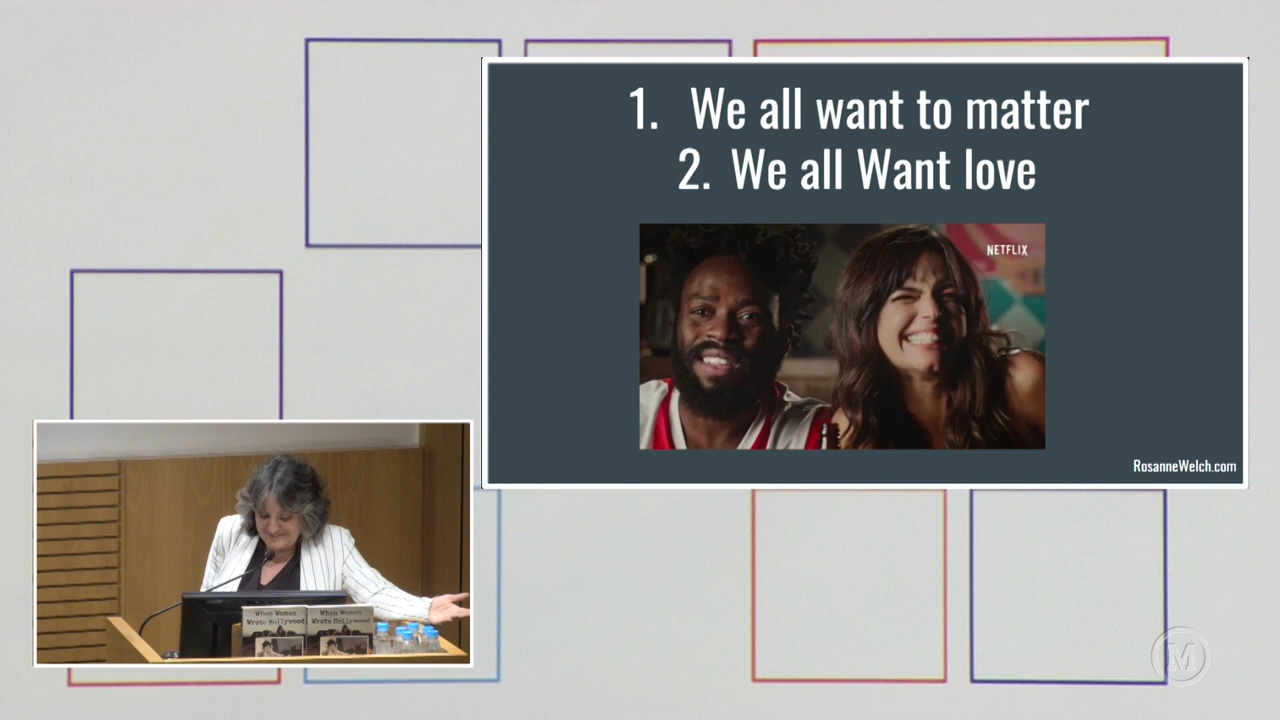 1. We all want to matter
2. We all Want love
NETFLIX
RosanneWelch.com
When Women
Wrote Hollywood
When Women
Wrote Hollywood
M